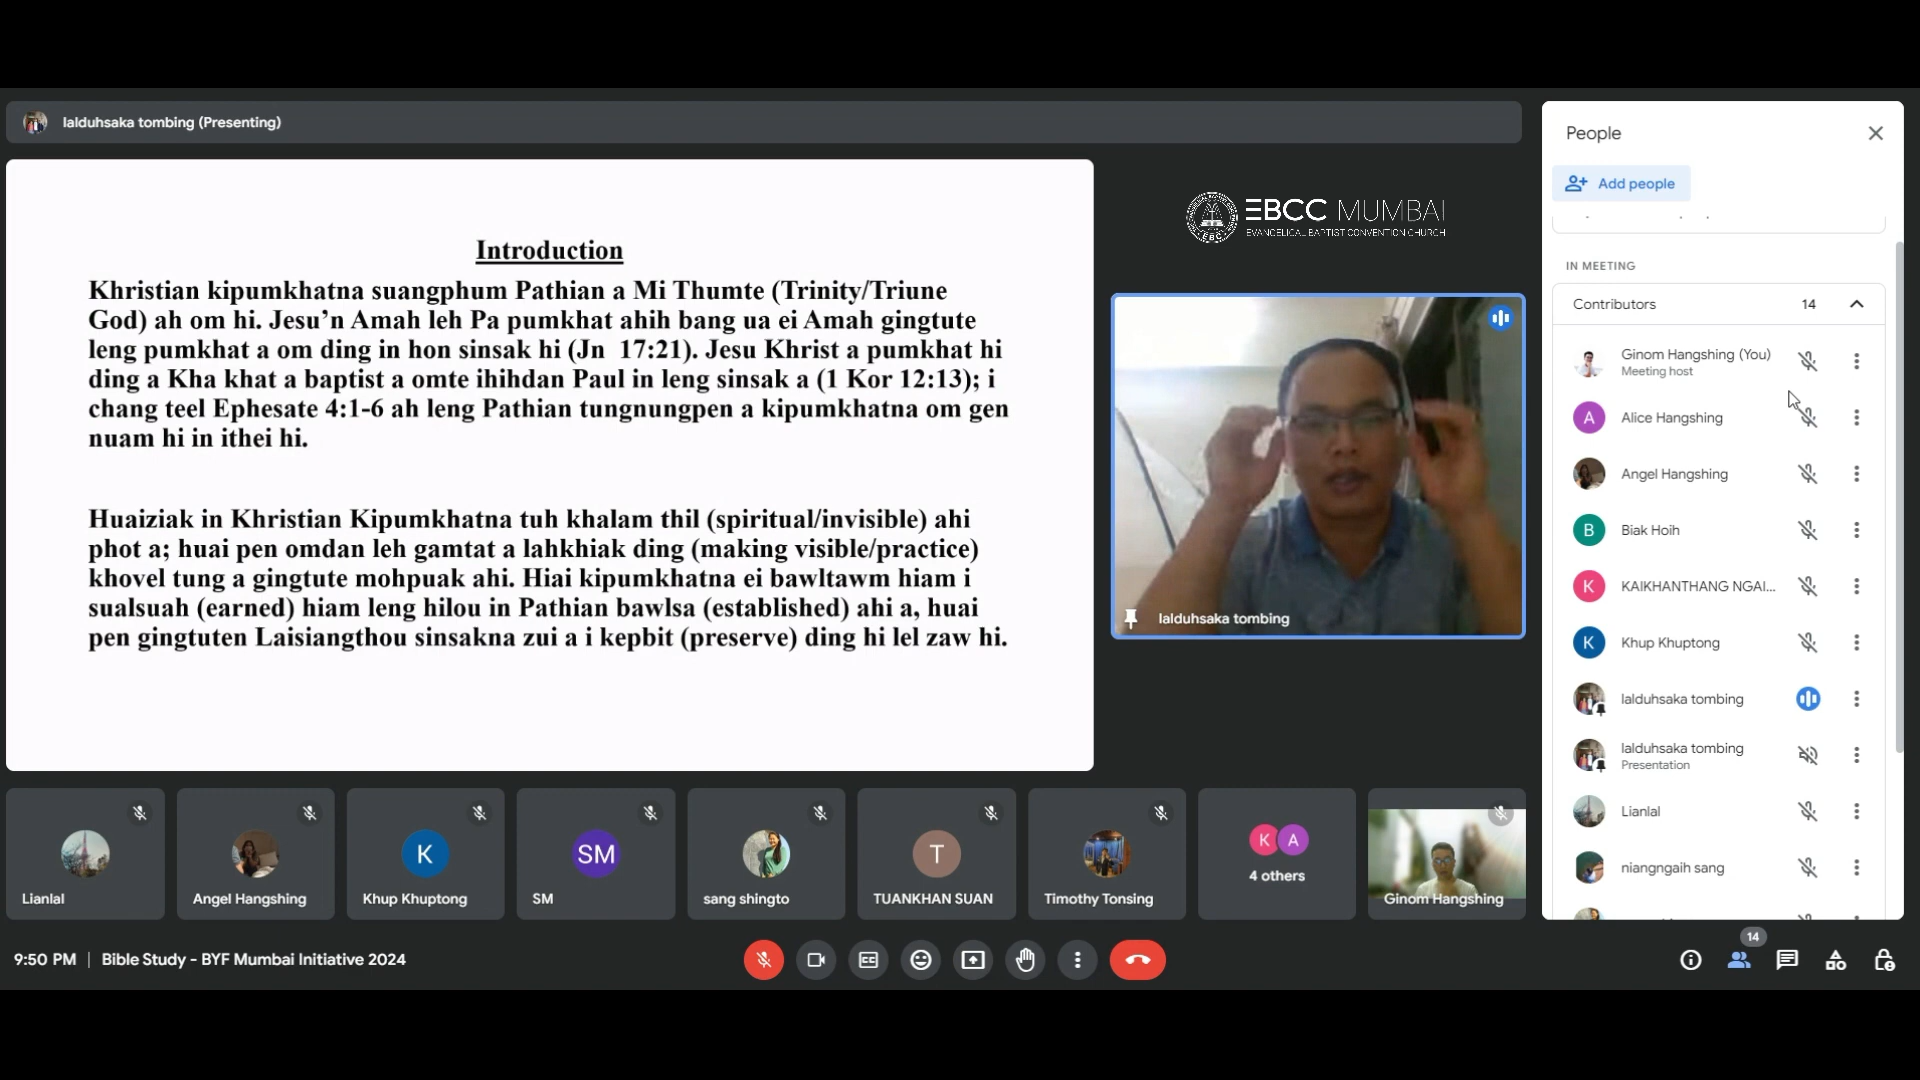 lalduhsaka tombing (Presenting)
Introduction
Khristian kipumkhatna suangphum Pathian a Mi Thumte (Trinity/Triune
God) ah om hi. Jesu’n Amah leh Pa pumkhat ahih bang ua ei Amah gingtute
leng pumkhat a om ding in hon sinsak hi (Jn 17:21). Jesu Khrist a pumkhat hi
ding a Kha khat a baptist a omte ihihdan Paul in leng sinsak a (1 Kor 12:13); i
chang teel Ephesate 4:1-6 ah leng Pathian tungnungpen a kipumkhatna om gen
nuam hi in ithei hi.
Huaiziak in Khristian Kipumkhatna tuh khalam thil (spiritual/invisible) ahi
phot a; huai pen omdan leh gamtat a lahkhiak ding (making visible/practice)
khovel tung a gingtute mohpuak ahi. Hiai kipumkhatna ei bawltawm hiam i
sualsuah (earned) hiam leng hilou in Pathian bawlsa (established) ahi a, huai
pen gingtuten Laisiangthou sinsakna zui a i kepbit (preserve) ding hi lel zaw hi.
EBCC MUMBAI
EVANGELICAL BAPTIST CONVENTION CHURCH
lalduhsaka tombing
Lianlal
Angel Hangshing
K
Khup Khuptong
SM
SM
sang shingto
T
TUANKHAN SUAN
Timothy Tonsing
K A
4 others
Ginom Hangshing
9:50 PM | Bible Study - BYF Mumbai Initiative 2024
14
People
Add people
IN MEETING
Contributors 14
Ginom Hangshing (You)
Meeting host
A Alice Hangshing
Angel Hangshing
B Biak Hoih
K KAIKHANTHANG NGAI...
K Khup Khuptong
lalduhsaka tombing
lalduhsaka tombing
Presentation
Lianlal
niangngaih sang